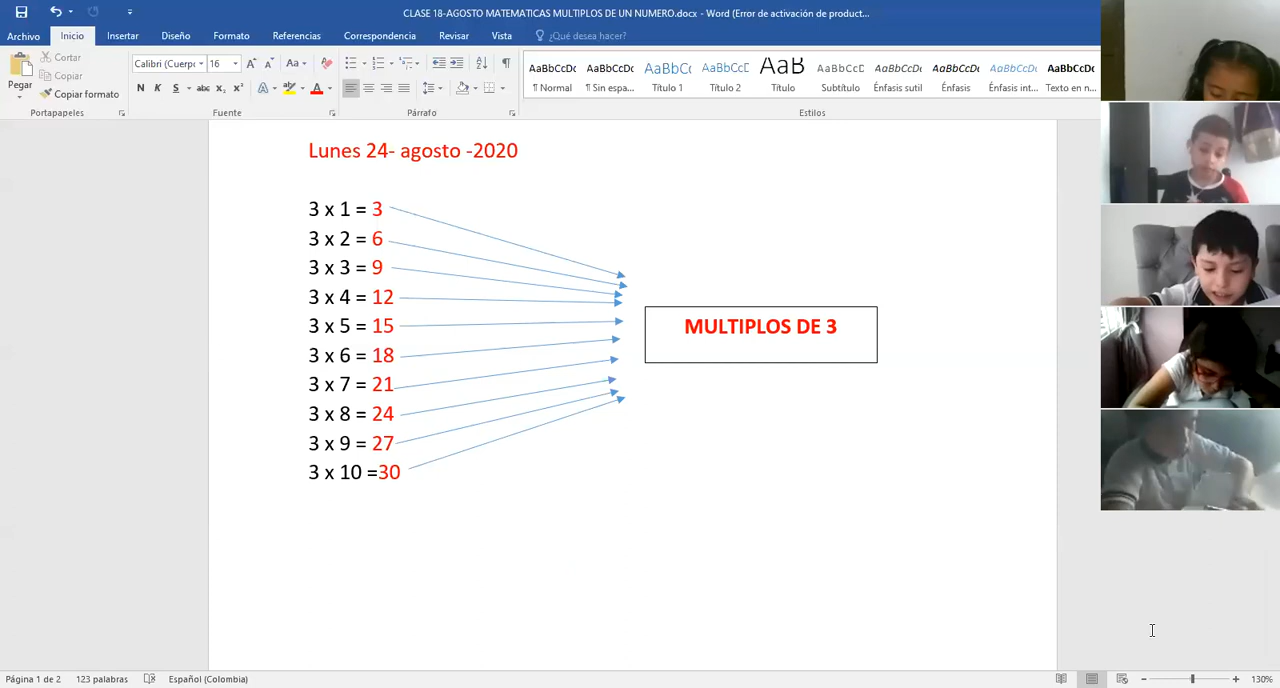 CLASE 18-AGOSTO MATEMATICAS MULTIPLOS DE UN NUMERO.docx - Word (Error de activación de product...
Archivo Inicio Insertar Diseño Formato Referencias Correspondencia Revisar Vista ¿Qué desea hacer?
Pegar
Cortar
Copiar
Copiar formato
Portapapeles
Calibri (Cuerpo 16
N K S abc x₂ x²
Fuente
Párrafo
AaBbCcDc AaBbCcDc AaBbCc AaBbCcD AaB AaBbCcD AaBbCcDc AaBbCcDc AaBbCcDc AaBbCcDc
¶ Normal ¶ Sin espa... Título 1 Título 2 Título Subtítulo Énfasis sutil Énfasis Énfasis int... Texto en n...
Estilos
Lunes 24- agosto -2020
3 x 1 = 3
3 x 2 = 6
3 x 3 = 9
3 x 4 = 12
3 x 5 = 15
3 x 6 = 18
3 x 7 = 21
3 x 8 = 24
3 x 9 = 27
3 x 10 =30
MULTIPLOS DE 3
Página 1 de 2 123 palabras Español (Colombia) 130%